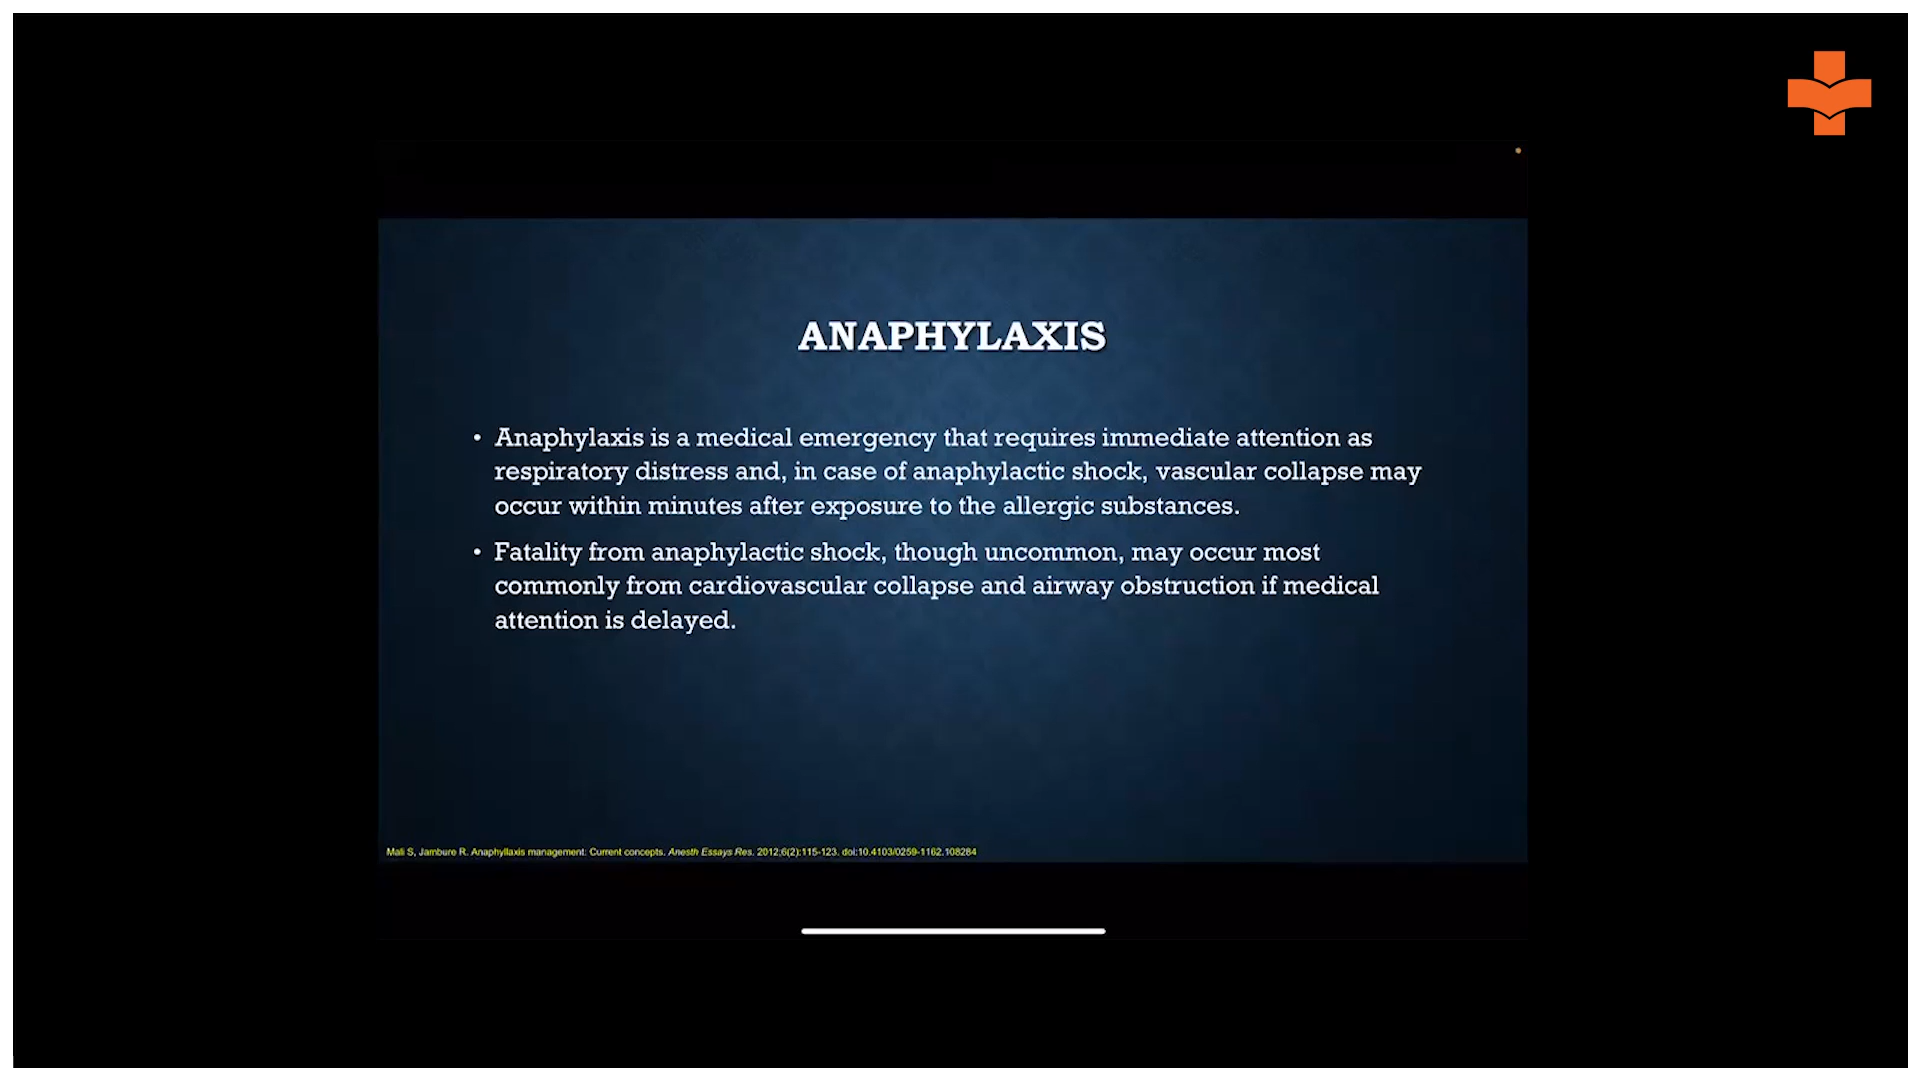 ANAPHYLAXIS
• Anaphylaxis is a medical emergency that requires immediate attention as
respiratory distress and, in case of anaphylactic shock, vascular collapse may
occur within minutes after exposure to the allergic substances.
• Fatality from anaphylactic shock, though uncommon, may occur most
commonly from cardiovascular collapse and airway obstruction if medical
attention is delayed.
Mali S, Jambure R. Anaphyllaxis management: Current concepts. Anesth Essays Res. 2012;6(2):115-123. doi:10.4103/0259-1162.108284